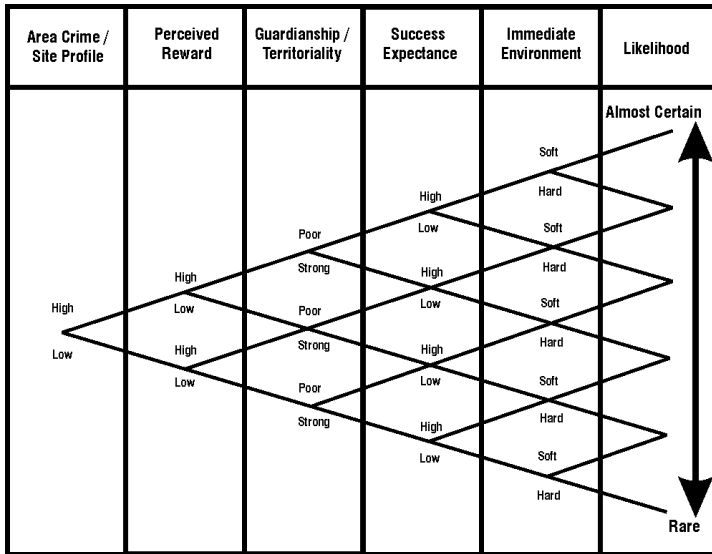 Area Crime /
Site Profile
Perceived
Reward
Guardianship /
Territoriality
Success
Expectance
Immediate
Environment
Likelihood
Almost Certain
Soft
Hard
High
Low
Soft
Hard
Poor
Strong
High
Low
Soft
Hard
High
Low
Poor
Strong
High
Low
Soft
Hard
High
Low
High
Low
Poor
Strong
High
Low
Soft
Hard
Rare